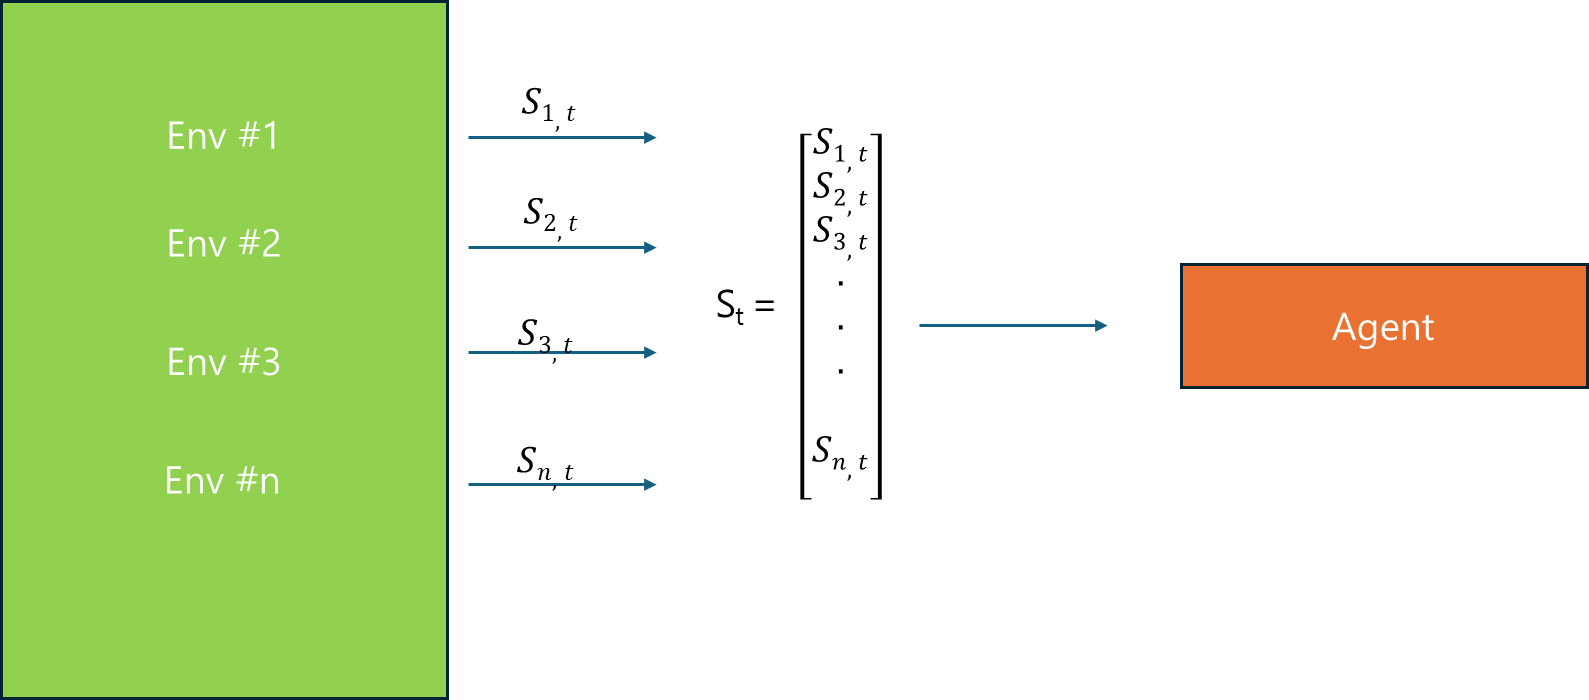 Env #1
Env #2
Env #3
Env #n
S1, t
S2, t
S3, t
Sn, t
St =
S1, t
S2, t
S3, t
.
.
.
Sn, t
Agent